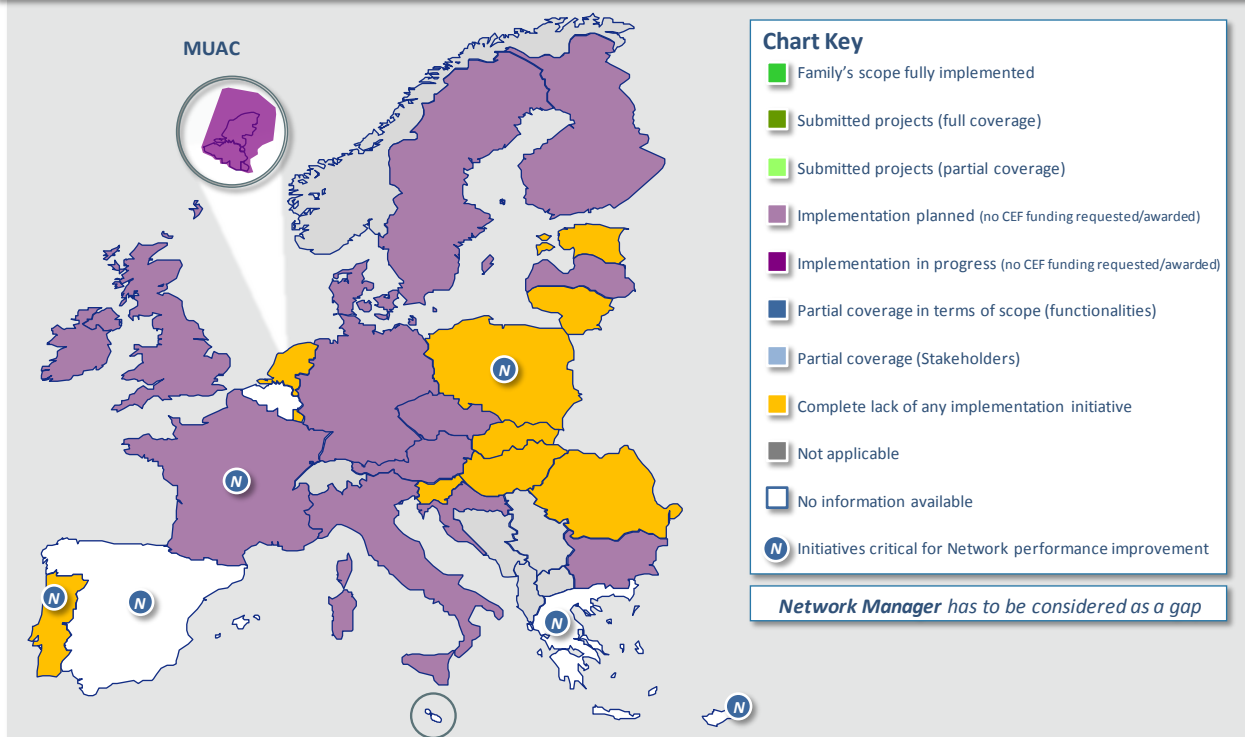 MUAC
Chart Key
Family's scope fully implemented
Submitted projects (full coverage)
Submitted projects (partial coverage)
Implementation planned (no CEF funding requested/awarded)
Implementation in progress (no CEF funding requested/awarded)
Partial coverage in terms of scope (functionalities)
Partial coverage (Stakeholders)
Complete lack of any implementation initiative
Not applicable
No information available
N Initiatives critical for Network performance improvement
Network Manager has to be considered as a gap
N
N
N
N
N
N